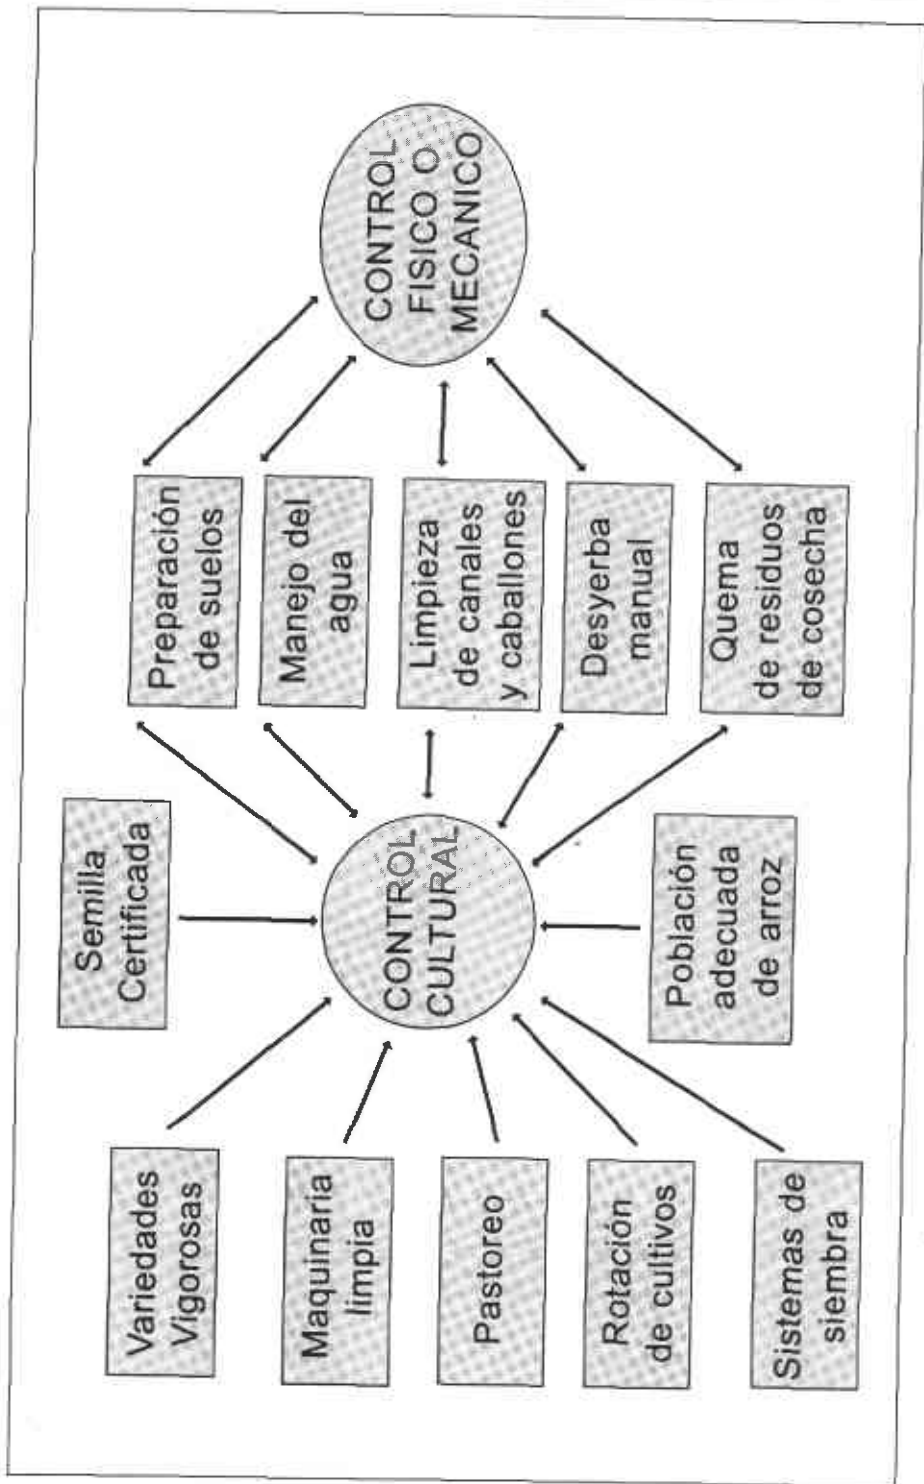 Variedades
Vigorosas
Maquinaria
limpia
Pastoreo
Rotación
de cultivos
Sistemas de
siembra
Semilla
Certificada
CONTROL
CULTURAL
Población
adecuada
de arroz
Preparación
de suelos
Manejo del
agua
Limpieza
de canales
y caballones
Desyerba
manual
Quema
de residuos
de cosecha
CONTROL
FISICO O
MECANICO